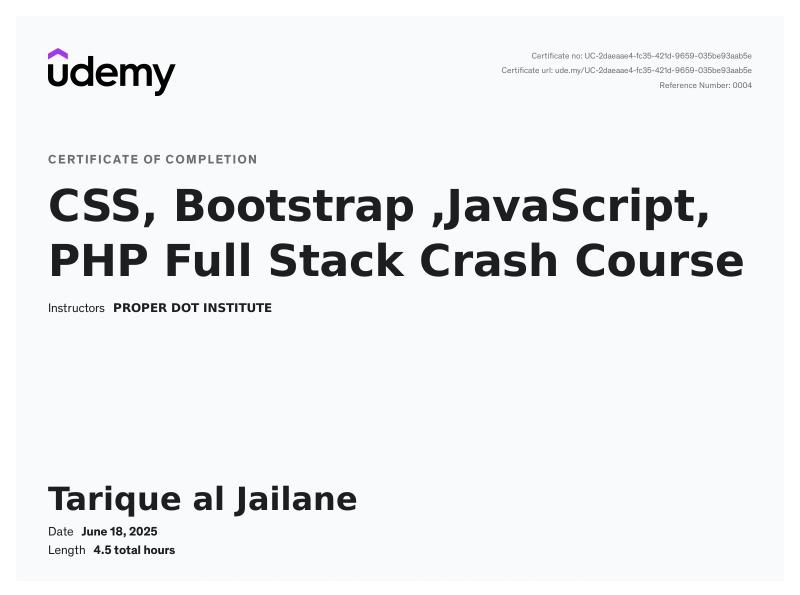 udemy
Certificate no: UC-2daeaae4-fc35-421d-9659-035be93aab5e
Certificate url: ude.my/UC-2daeaae4-fc35-421d-9659-035be93aab5e
Reference Number: 0004
CERTIFICATE OF COMPLETION
CSS, Bootstrap ,JavaScript,
PHP Full Stack Crash Course
Instructors PROPER DOT INSTITUTE
Tarique al Jailane
Date June 18, 2025
Length 4.5 total hours